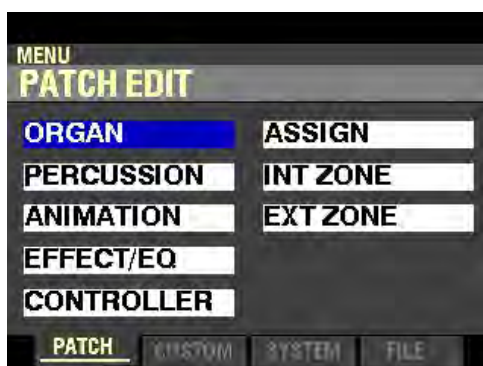 MENU
PATCH EDIT
ORGAN
PERCUSSION
ANIMATION
EFFECT/EQ
CONTROLLER
ASSIGN
INT ZONE
EXT ZONE
PATCH CUSTOM SYSTEM FILE